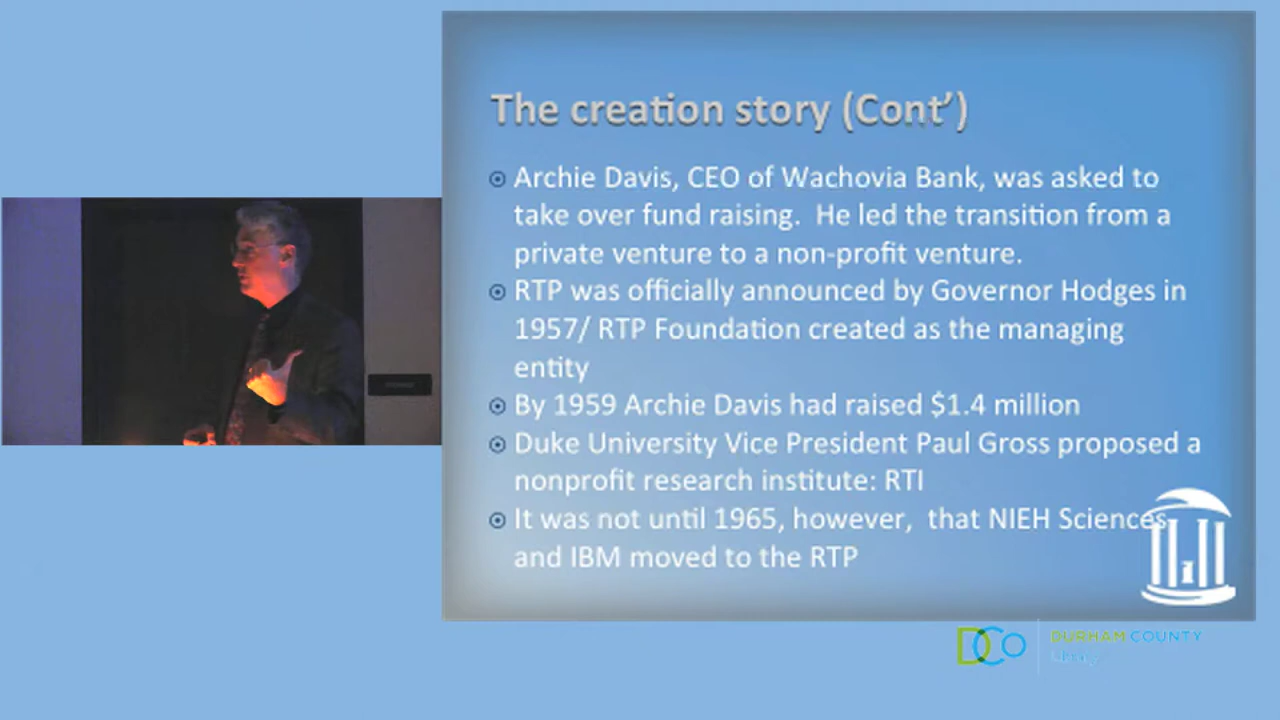 The creation story (Cont')
Archie Davis, CEO of Wachovia Bank, was asked to
take over fund raising.  He led the transition from a
private venture to a non-profit venture.
RTP was officially announced by Governor Hodges in
1957/ RTP Foundation created as the managing
entity
By 1959 Archie Davis had raised $1.4 million
Duke University Vice President Paul Gross proposed a
nonprofit research institute: RTI
It was not until 1965, however,  that NIEH Sciences
and IBM moved to the RTP
DCO
DURHAM COUNTY
Library